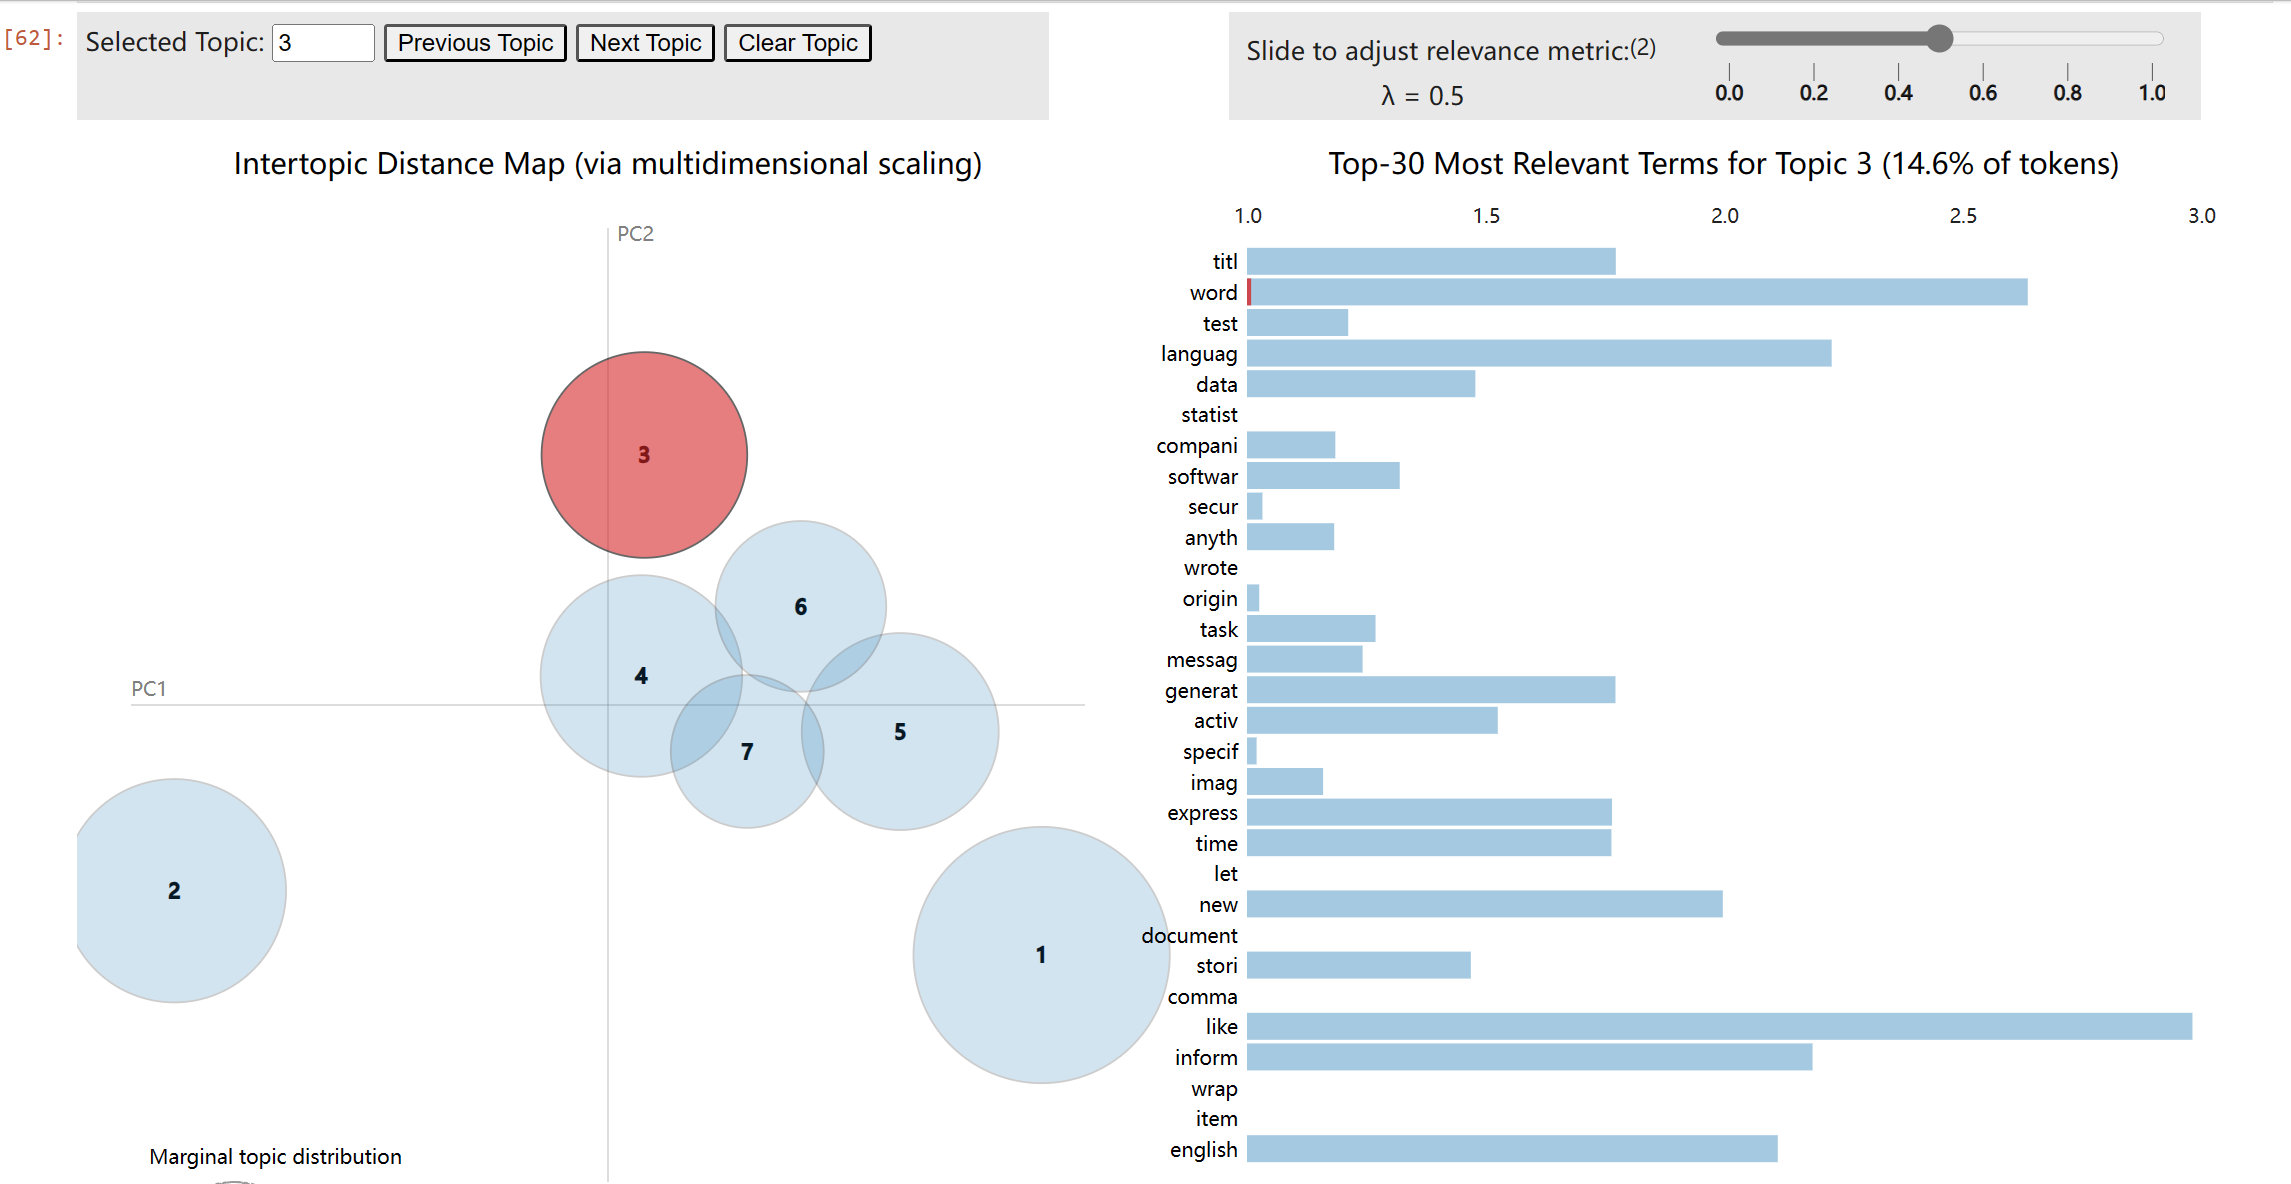 [62]:
Selected Topic: 3 Previous Topic Next Topic Clear Topic
Slide to adjust relevance metric:(2)
λ = 0.5
0.0 0.2 0.4 0.6 0.8 1.0
Intertopic Distance Map (via multidimensional scaling)
PC2
PC1
3
6
4
7
5
2
1
Marginal topic distribution
Top-30 Most Relevant Terms for Topic 3 (14.6% of tokens)
1.0 1.5 2.0 2.5 3.0
titl
word
test
languag
data
statist
compani
softwar
secur
anyth
wrote
origin
task
messag
generat
activ
specif
imag
express
time
let
new
document
stori
comma
like
inform
wrap
item
english